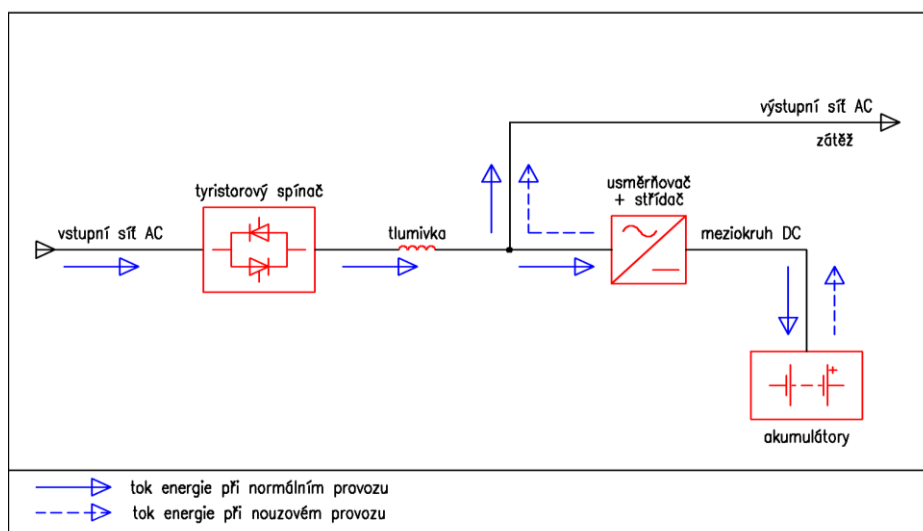 výstupní síť AC
zátěž
tyristorový spínač
usměrňovač
+ střídač
vstupní síť AC
tlumivka
meziokruh DC
+
akumulátory
tok energie při normálním provozu
tok energie při nouzovém provozu